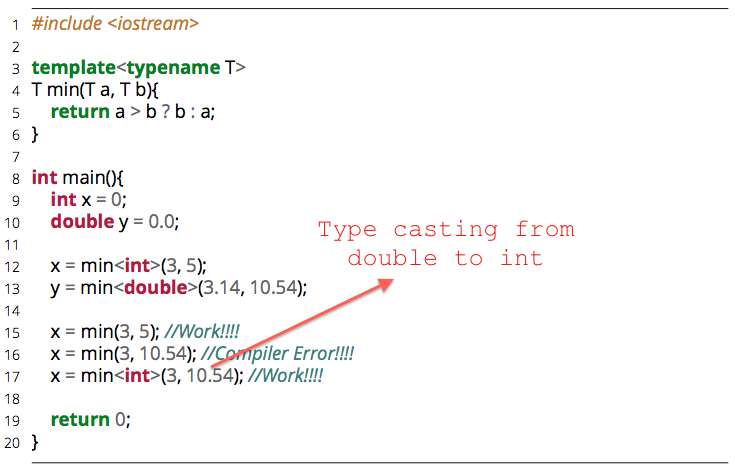 1 #include <iostream>
2
3 template<typename T>
4 T min(T a, T b){
5 return a > b ? b : a;
6 }
7
8 int main(){
9 int x = 0;
10 double y = 0.0;
11
Type casting from
double to int
12 x = min<int>(3, 5);
13 y = min<double>(3.14, 10.54);
14
15 x = min(3, 5); //Work!!!!
16 x = min(3, 10.54); //Compiler Error!!!!
17 x = min<int>(3, 10.54); //Work!!!!
18
19 return 0;
20 }